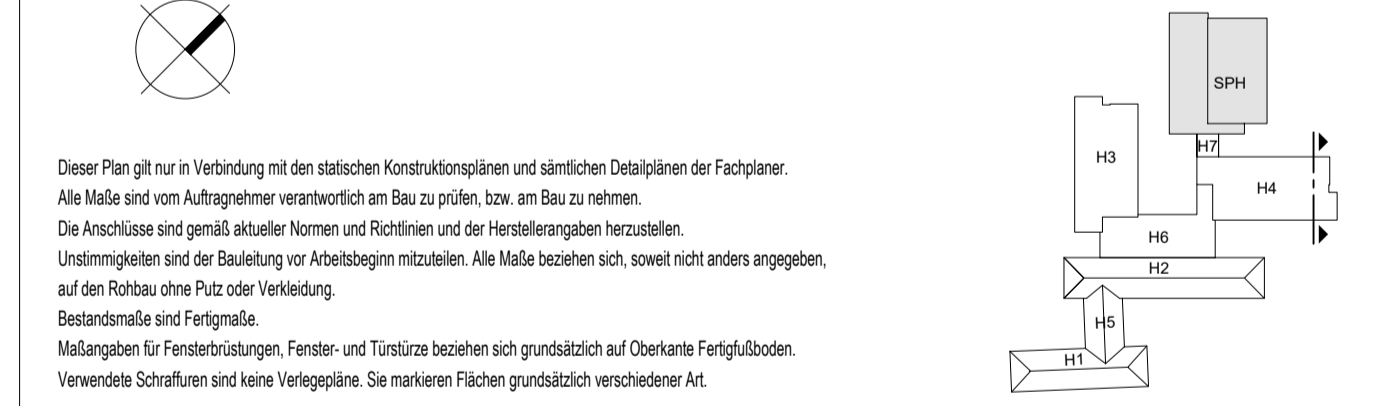 Dieser Plan gilt nur in Verbindung mit den statischen Konstruktionsplänen und sämtlichen Detailplänen der Fachplaner.
Alle Maße sind vom Auftragnehmer verantwortlich am Bau zu prüfen, bzw. am Bau zu nehmen.
Die Anschlüsse sind gemäß aktueller Normen und Richtlinien und der Herstellerangaben herzustellen.
Unstimmigkeiten sind der Bauleitung vor Arbeitsbeginn mitzuteilen. Alle Maße beziehen sich, soweit nicht anders angegeben,
auf den Rohbau ohne Putz oder Verkleidung.
Bestandsmaße sind Fertigmaße.
Maßangaben für Fensterbrüstungen, Fenster- und Türstürze beziehen sich grundsätzlich auf Oberkante Fertigfußboden.
Verwendete Schraffuren sind keine Verlegepläne. Sie markieren Flächen grundsätzlich verschiedener Art.
SPH
H7
H3
H4
H6
H2
H5
H1